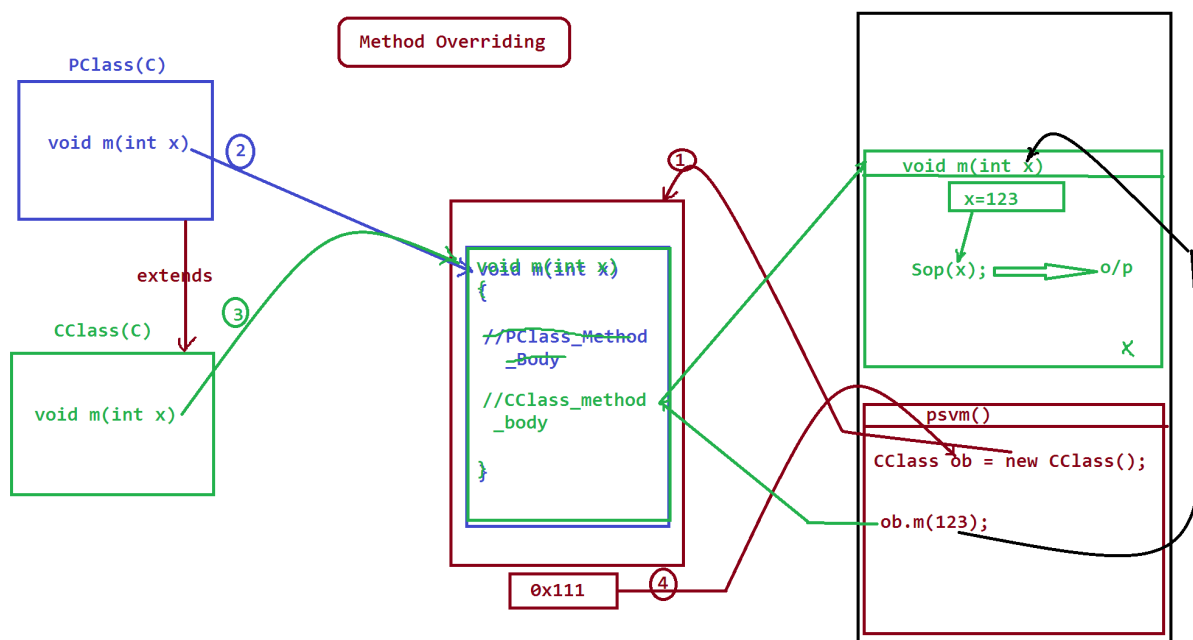 Method Overriding
PClass(C)
void m(int x)
2
extends
3
CClass(C)
void m(int x)
1
void m(int x)
void m(int x)
{
//PClass_Method
_Body
//CClass_method
_body
}
0x111
4
void m(int x)
x=123
Sop(x);
o/p
x
psvm()
CClass ob = new CClass();
ob.m(123);